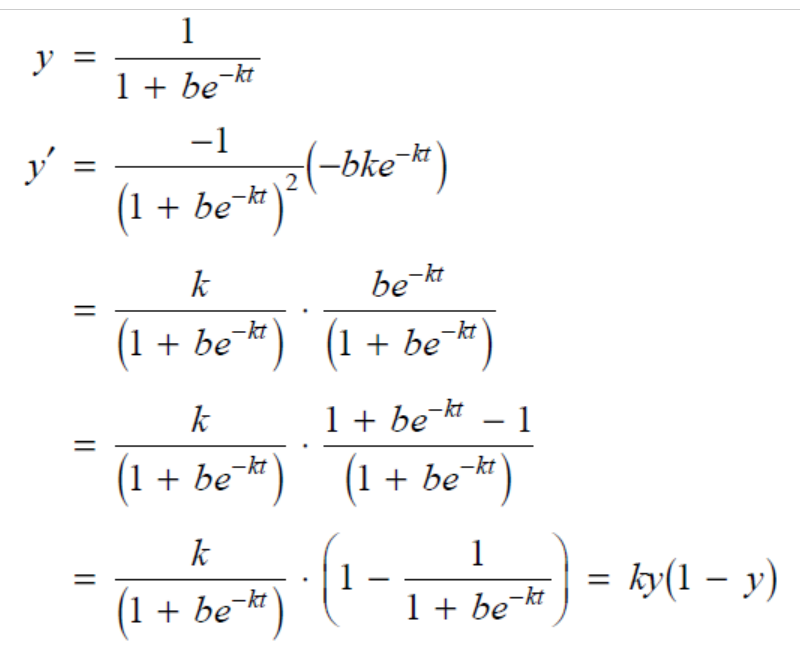 y = 1 / (1 + be^{-kt})
y′ = -1 / (1 + be^{-kt})^2 (-bke^{-kt})
= k / (1 + be^{-kt}) · be^{-kt} / (1 + be^{-kt})
= k / (1 + be^{-kt}) · (1 + be^{-kt} - 1) / (1 + be^{-kt})
= k / (1 + be^{-kt}) · (1 - 1 / (1 + be^{-kt})) = ky(1 - y)